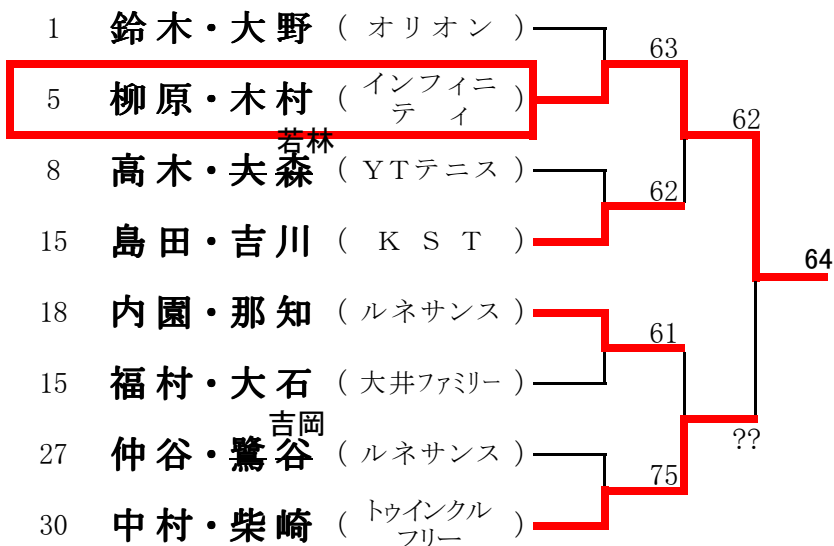 1 鈴木・大野 (オリオン)
63
5 柳原・木村 (インフィニティ)
62
若林
8 高木・大森 (YTテニス)
62
15 島田・吉川 (KST)
64
18 内園・那知 (ルネサンス)
61
15 福村・大石 (大井ファミリー)
吉岡
??
27 仲谷・鷺谷 (ルネサンス)
75
30 中村・柴崎 (トゥインクルフリー)